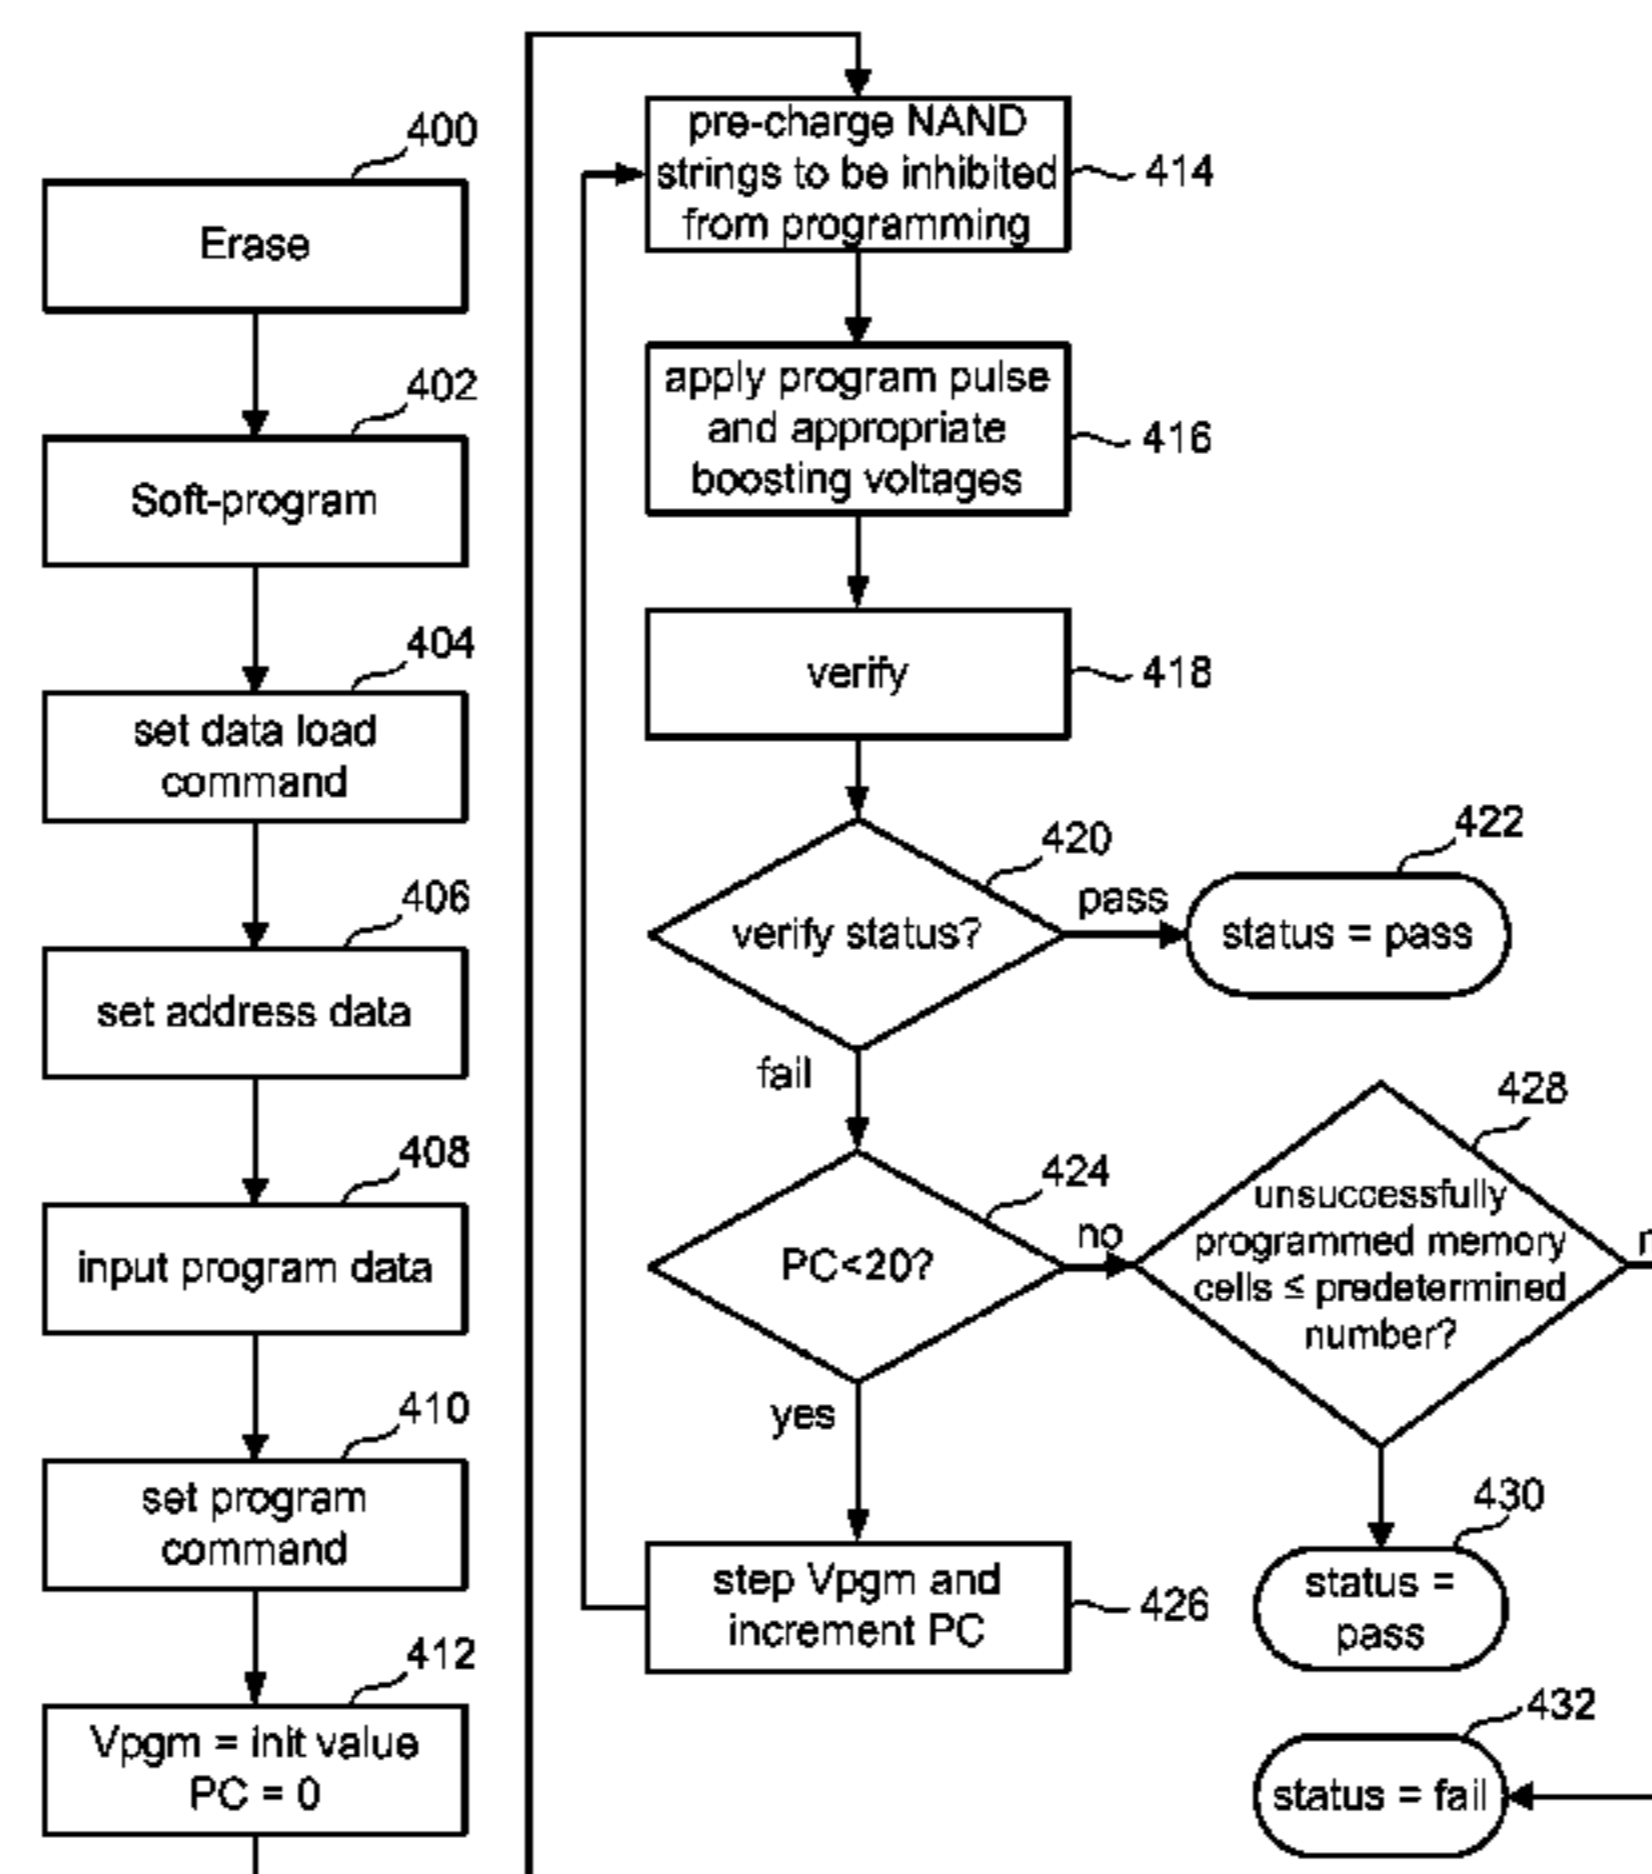 400
Erase
402
Soft-program
404
set data load
command
406
set address data
408
input program data
410
set program
command
412
Vpgm = init value
PC = 0
pre-charge NAND
strings to be inhibited
from programming
414
apply program pulse
and appropriate
boosting voltages
416
verify
418
420
verify status?
pass
422
status = pass
fail
424
PC<20?
no
428
unsuccessfully
programmed memory
cells ≤ predetermined
number?
yes
step Vpgm and
increment PC
426
430
status =
pass
432
status = fail